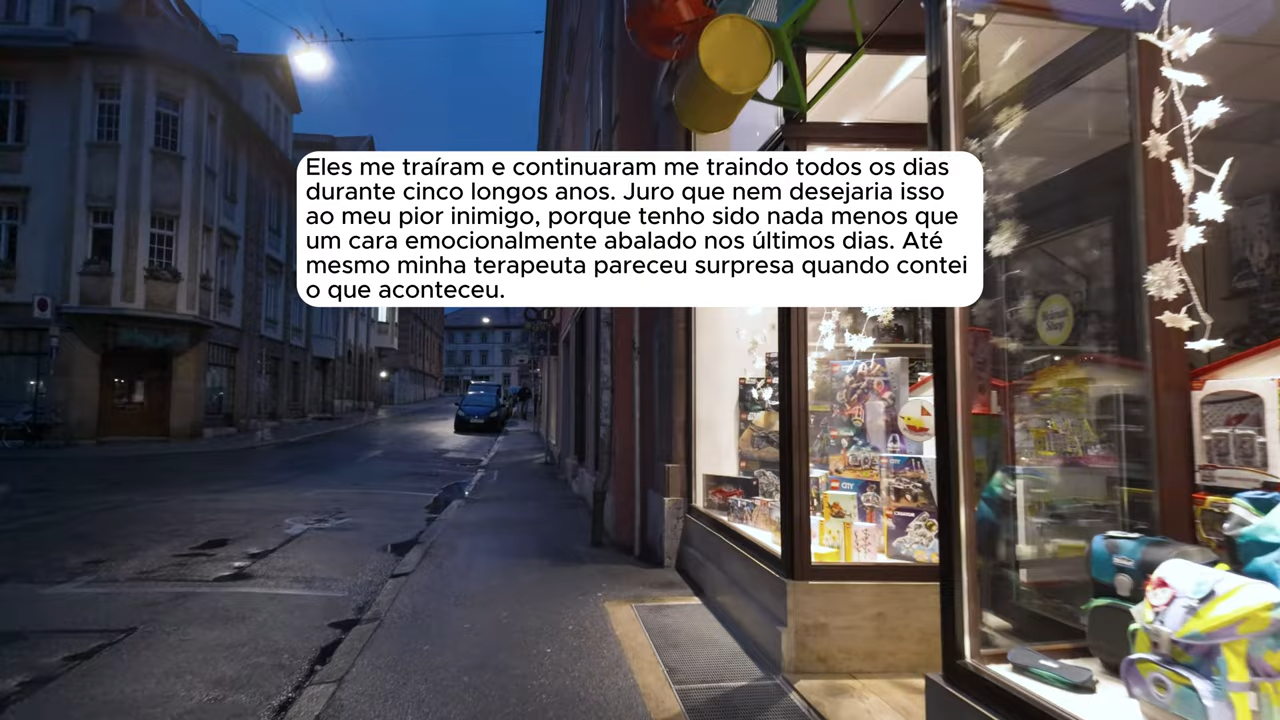 Eles me traíram e continuaram me traindo todos os dias
durante cinco longos anos. Juro que nem desejaria isso
ao meu pior inimigo, porque tenho sido nada menos que
um cara emocionalmente abalado nos últimos dias. Até
mesmo minha terapeuta pareceu surpresa quando contei
o que aconteceu.
CITY